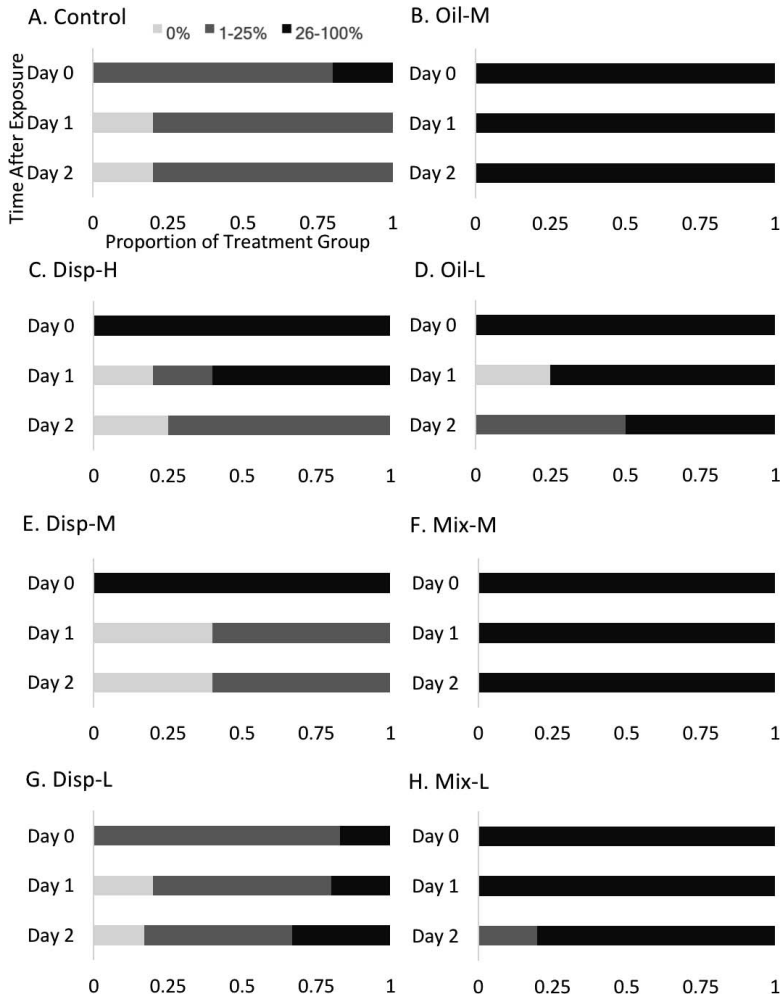 A. Control
0% 1-25% 26-100%
Time After Exposure
Day 0
Day 1
Day 2
0 0.25 0.5 0.75 1
Proportion of Treatment Group
B. Oil-M
Day 0
Day 1
Day 2
0 0.25 0.5 0.75 1
C. Disp-H
Day 0
Day 1
Day 2
0 0.25 0.5 0.75 1
D. Oil-L
Day 0
Day 1
Day 2
0 0.25 0.5 0.75 1
E. Disp-M
Day 0
Day 1
Day 2
0 0.25 0.5 0.75 1
F. Mix-M
Day 0
Day 1
Day 2
0 0.25 0.5 0.75 1
G. Disp-L
Day 0
Day 1
Day 2
0 0.25 0.5 0.75 1
H. Mix-L
Day 0
Day 1
Day 2
0 0.25 0.5 0.75 1